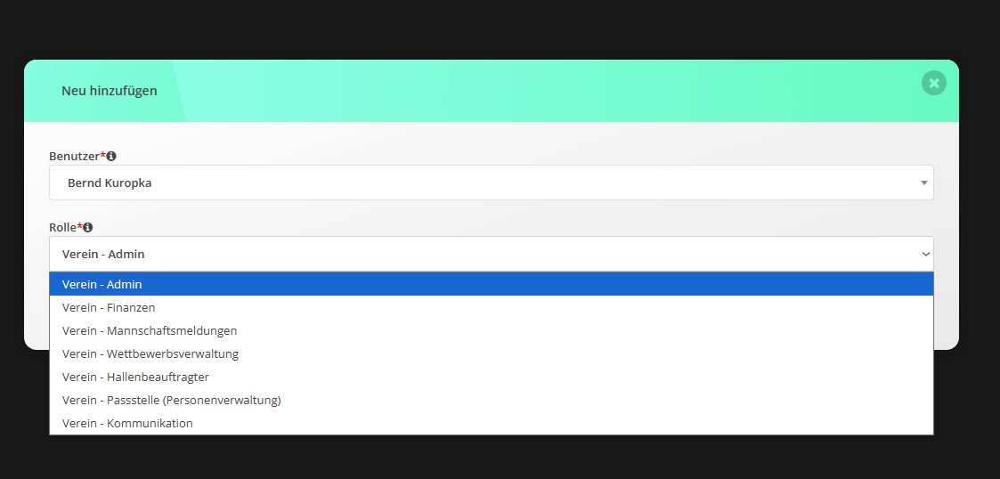 Neu hinzufügen
Benutzer*
Bernd Kuropka
Rolle*
Verein - Admin
Verein - Admin
Verein - Finanzen
Verein - Mannschaftsmeldungen
Verein - Wettbewerbsverwaltung
Verein - Hallenbeauftragter
Verein - Passstelle (Personenverwaltung)
Verein - Kommunikation